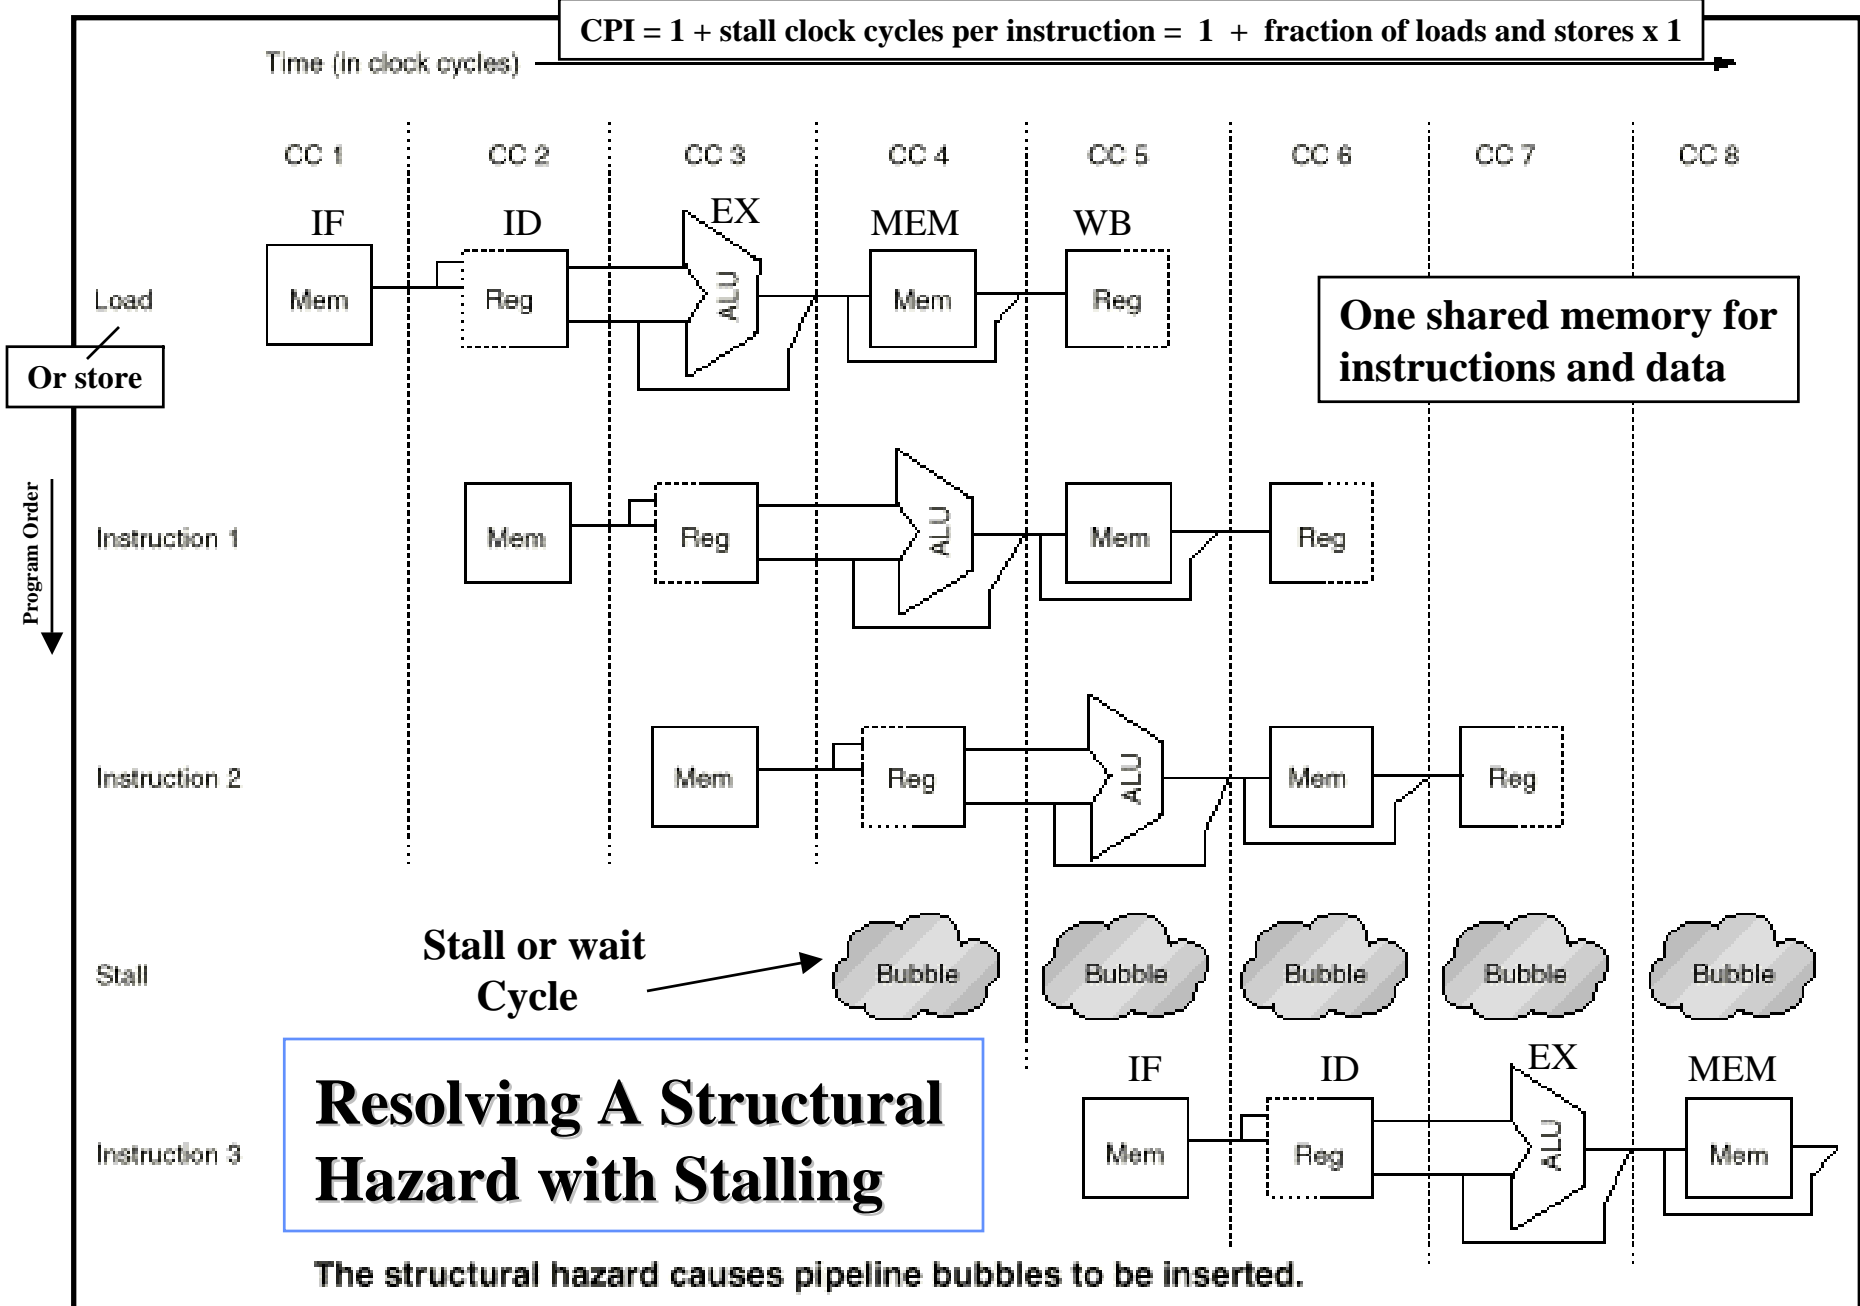 CPI = 1 + stall clock cycles per instruction = 1 + fraction of loads and stores x 1
Time (in clock cycles)
CC 1 CC 2 CC 3 CC 4 CC 5 CC 6 CC 7 CC 8
IF ID EX MEM WB
Load Mem Reg ALU Mem Reg
Or store
One shared memory for
instructions and data
Program Order
Instruction 1 Mem Reg ALU Mem Reg
Instruction 2 Mem Reg ALU Mem Reg
Stall or wait
Cycle
Stall Bubble Bubble Bubble Bubble Bubble
IF ID EX MEM
Resolving A Structural
Hazard with Stalling
Instruction 3 Mem Reg ALU Mem
The structural hazard causes pipeline bubbles to be inserted.